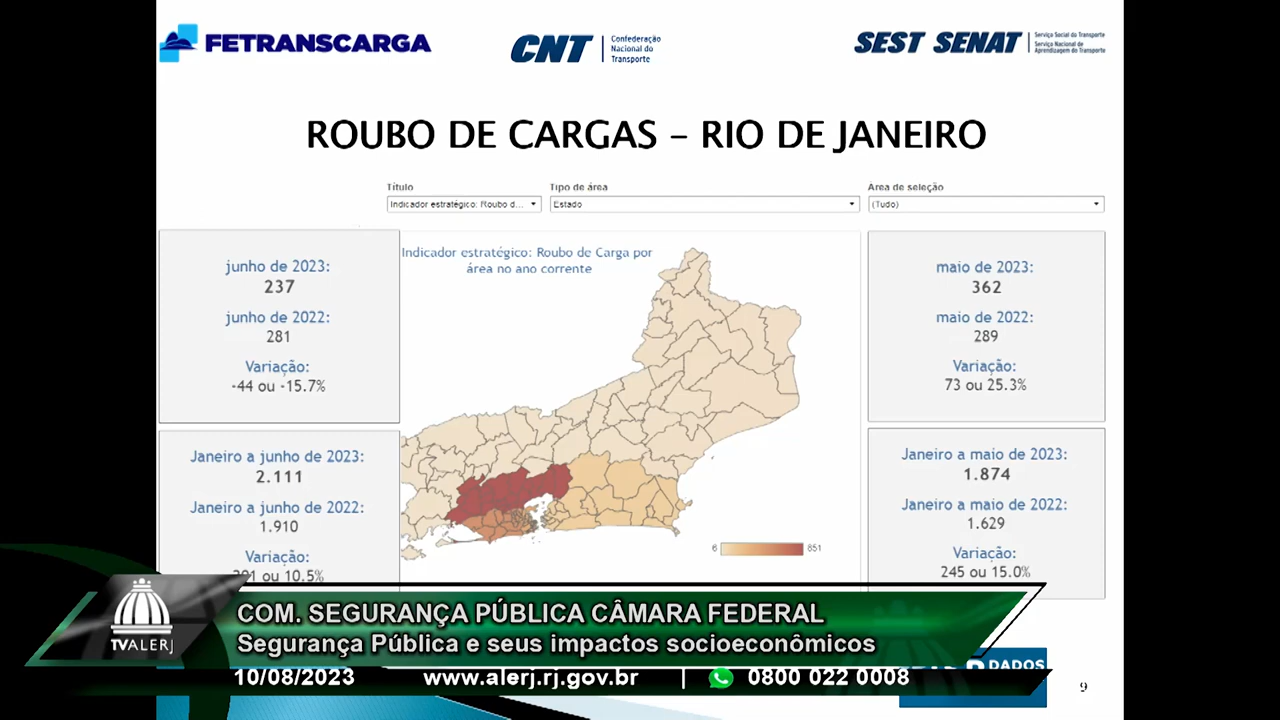 FETRANSCARGA
CNT
Confederação
Nacional do
Transporte
SEST SENAT
Serviço Social do Transporte
Serviço Nacional de
Aprendizagem do Transporte
ROUBO DE CARGAS – RIO DE JANEIRO
Título
Tipo de área
Área de seleção
Indicador estratégico: Roubo d...
Estado
(Tudo)
junho de 2023:
237
junho de 2022:
281
Variação:
-44 ou -15.7%
Indicador estratégico: Roubo de Carga por
área no ano corrente
maio de 2023:
362
maio de 2022:
289
Variação:
73 ou 25.3%
Janeiro a junho de 2023:
2.111
Janeiro a junho de 2022:
1.910
Variação:
201 ou 10.5%
6
851
Janeiro a maio de 2023:
1.874
Janeiro a maio de 2022:
1.629
Variação:
245 ou 15.0%
TVALERJ
COM. SEGURANÇA PÚBLICA CÂMARA FEDERAL
Segurança Pública e seus impactos socioeconômicos
DADOS
10/08/2023
www.alerj.rj.gov.br
|
0800 022 0008
9